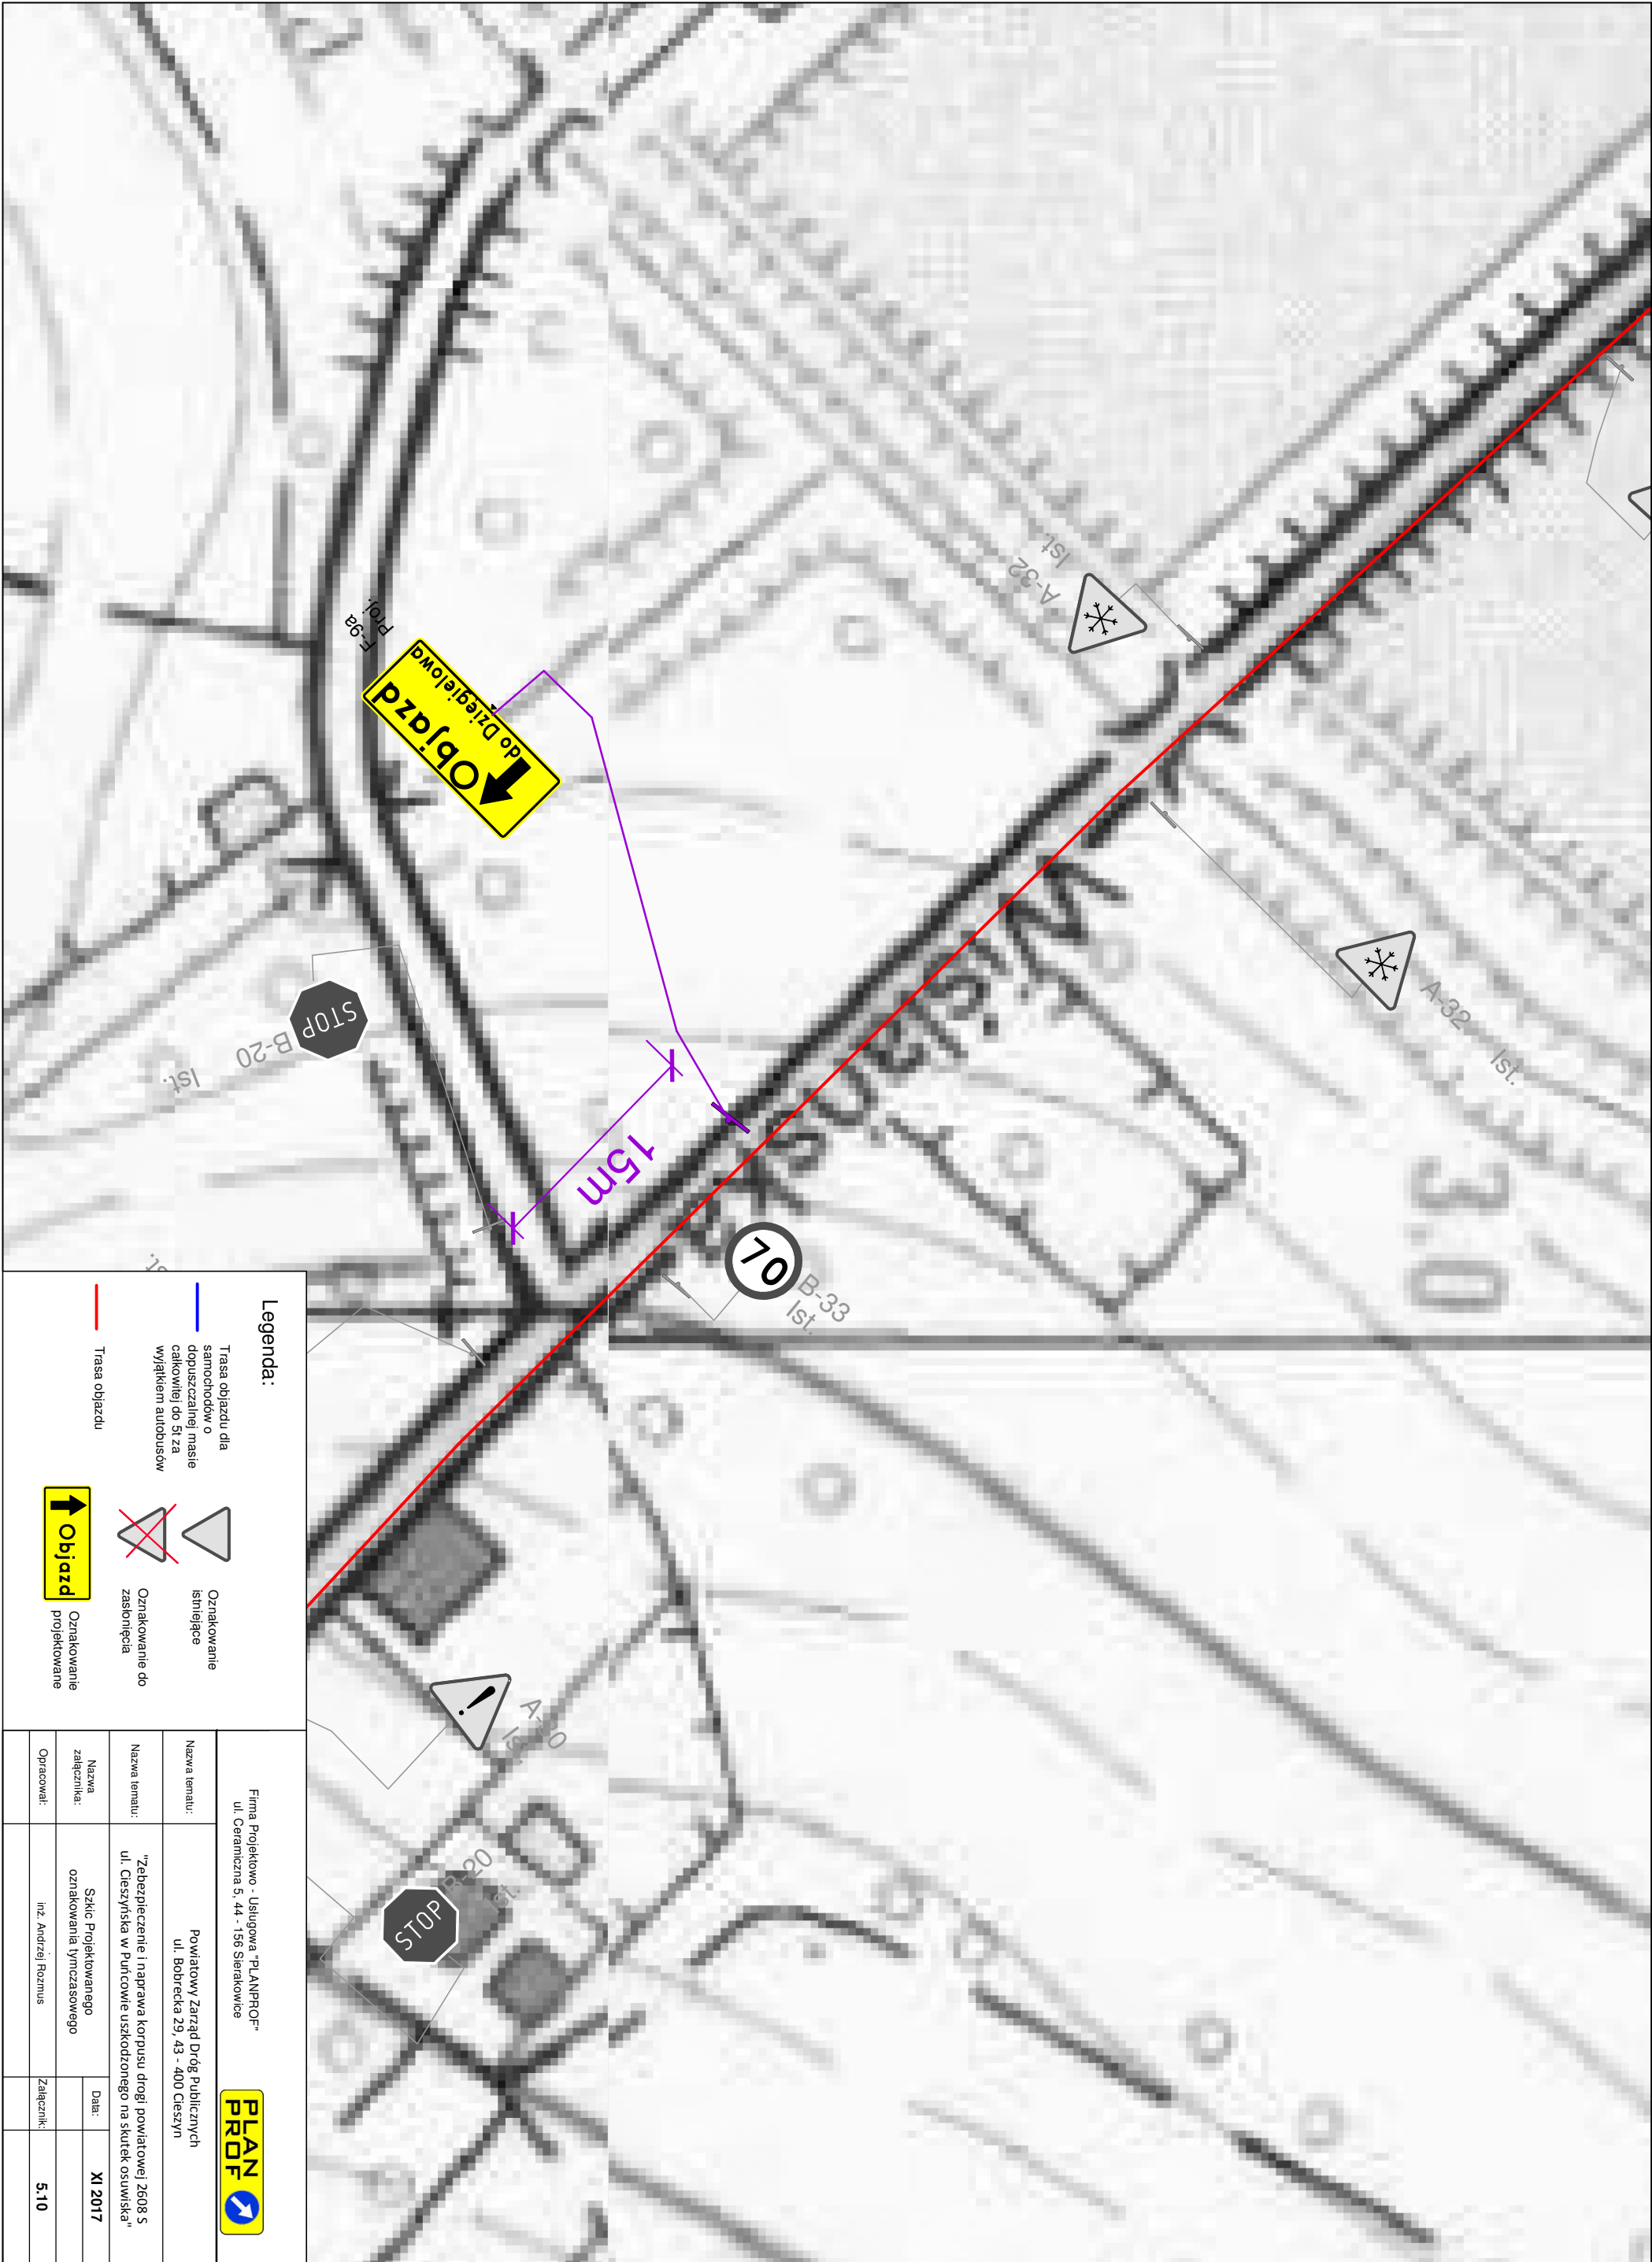 A-32
Ist.
A-32
Ist.
F-9a
Proj.
do Dzięgielowa
Objazd
STOP
B-20
Ist.
15m
Wiślańska
3.0
70
B-33
Ist.
st.
A-30
Ist.
STOP
B-20
Ist.
Legenda:
Trasa objazdu dla
samochodów o
dopuszczalnej masie
całkowitej do 5t za
wyjątkiem autobusów
Trasa objazdu
Oznakowanie
istniejące
Oznakowanie do
zasłonięcia
Objazd
Oznakowanie
projektowane
Firma Projektowo - Usługowa "PLANPROF"
ul. Ceramiczna 5, 44 - 156 Sierakowice
PLAN
PROF
Nazwa tematu:
Powiatowy Zarząd Dróg Publicznych
ul. Bobrecka 29, 43 - 400 Cieszyn
Nazwa tematu:
"Zebezpieczenie i naprawa korpusu drogi powiatowej 2608 S
ul. Cieszyńska w Puńcowie uszkodzonego na skutek osuwiska"
Nazwa
załącznika:
Szkic Projektowanego
oznakowania tymczasowego
Data:
XI 2017
Opracował:
inż. Andrzej Rozmus
Załącznik:
5.10